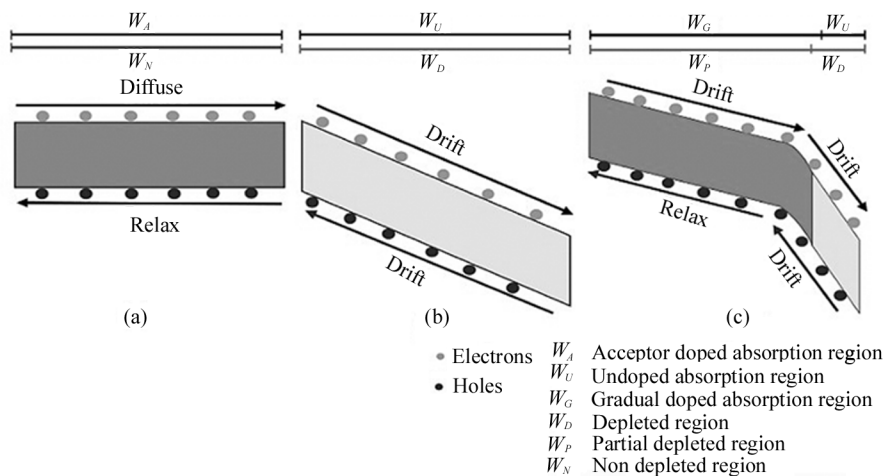 W_A
W_N
Diffuse
Relax
(a)
W_U
W_D
Drift
Drift
(b)
W_G W_U
W_P W_D
Drift
Drift
Relax
Drift
(c)
Electrons
Holes
W_A Acceptor doped absorption region
W_U Undoped absorption region
W_G Gradual doped absorption region
W_D Depleted region
W_P Partial depleted region
W_N Non depleted region